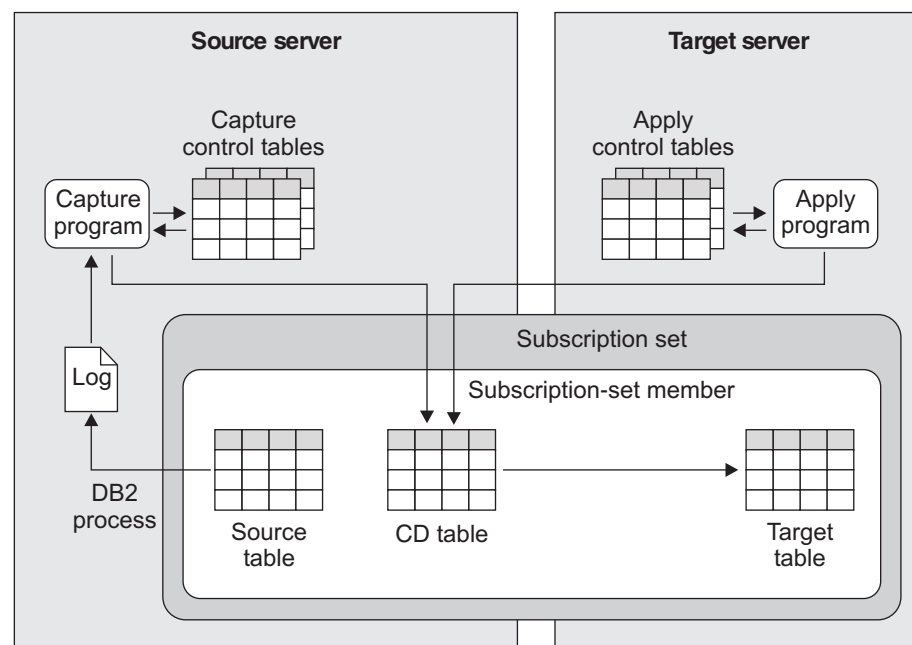 Source server
Target server
Capture
control tables
Apply
control tables
Capture
program
Apply
program
Subscription set
Log
Subscription-set member
DB2
process
Source
table
CD table
Target
table